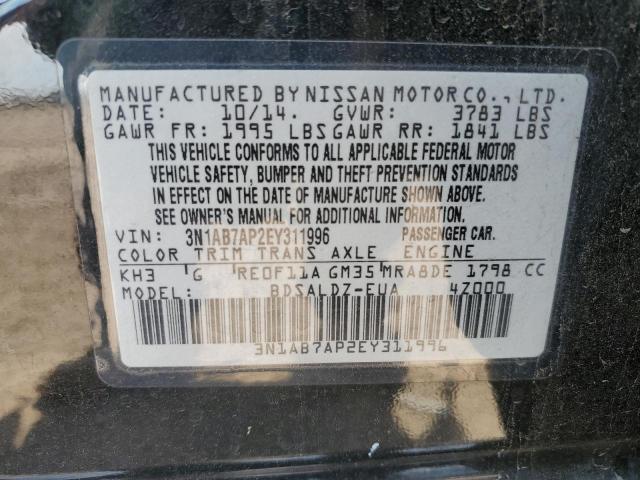 MANUFACTURED BY NISSAN MOTOR CO., LTD.
DATE: 10/14. GVWR: 3783 LBS
GAWR FR: 1995 LBS GAWR RR: 1841 LBS
THIS VEHICLE CONFORMS TO ALL APPLICABLE FEDERAL MOTOR
VEHICLE SAFETY, BUMPER AND THEFT PREVENTION STANDARDS
IN EFFECT ON THE DATE OF MANUFACTURE SHOWN ABOVE.
SEE OWNER'S MANUAL FOR ADDITIONAL INFORMATION.
VIN: 3N1AB7AP2EY311996 PASSENGER CAR.
COLOR TRIM TRANS AXLE ENGINE
KH3 G RE0F11A GM35 MRA8DE 1798 CC
MODEL: BDSALDZ-EUA 4Z000
3N1AB7AP2EY311996